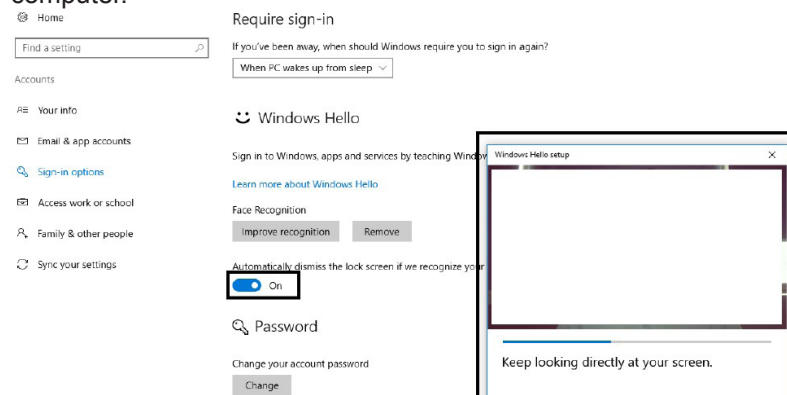 computer.
Home
Find a setting
Accounts
Your info
Email & app accounts
Sign-in options
Access work or school
Family & other people
Sync your settings
Require sign-in
If you've been away, when should Windows require you to sign in again?
When PC wakes up from sleep
Windows Hello
Sign in to Windows, apps and services by teaching
Learn more about Windows Hello
Face Recognition
Improve recognition Remove
Automatically dismiss the lock screen if we recognize your
On
Password
Change your account password
Change
Windows Hello setup
Keep looking directly at your screen.